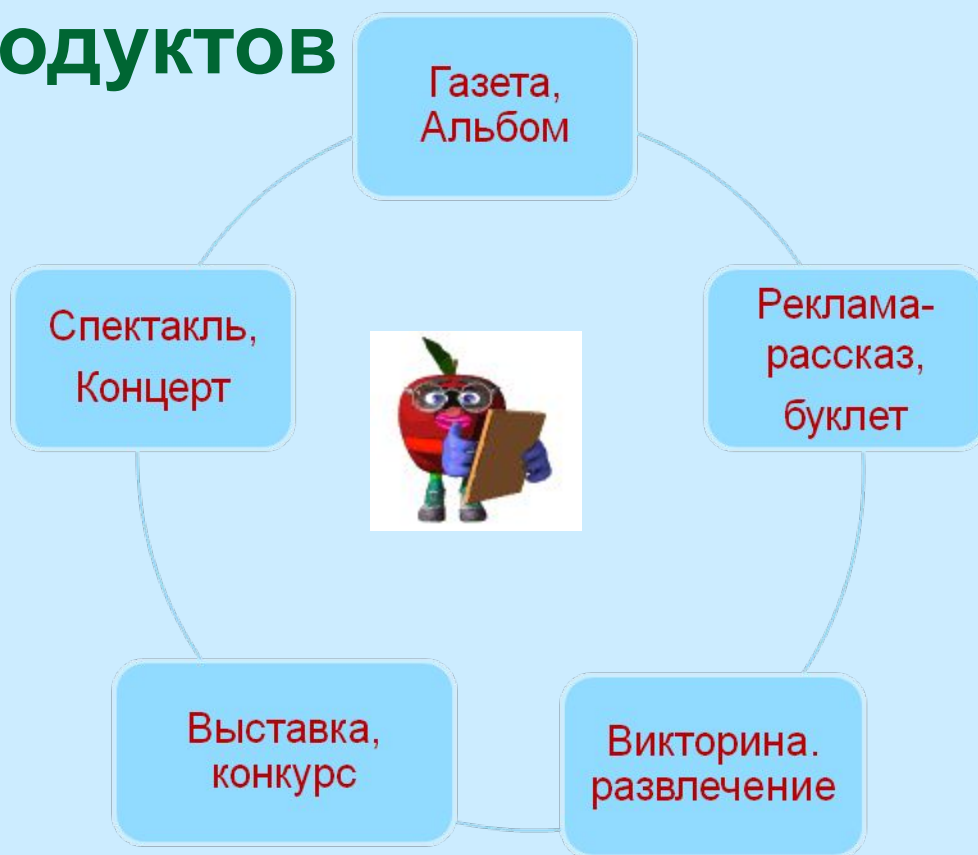 одуктов
Газета,
Альбом
Реклама-
рассказ,
буклет
Викторина.
развлечение
Выставка,
конкурс
Спектакль,
Концерт